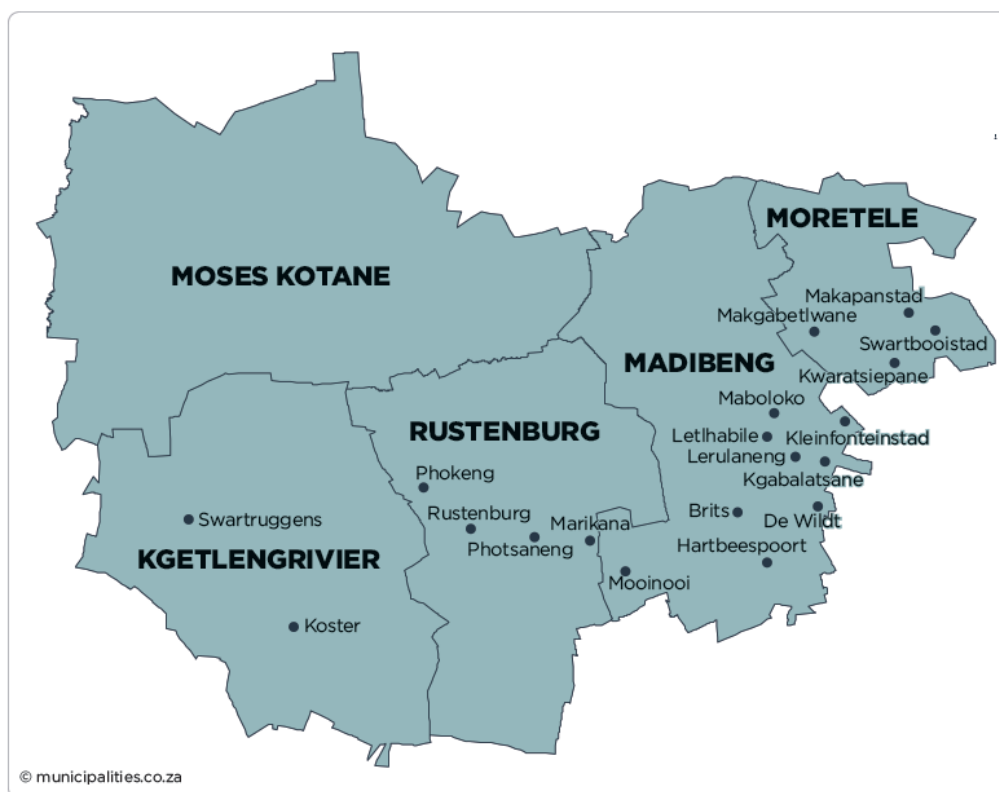 MORETELE
MOSES KOTANE
Makapanstad
Makgabetlwane
Swartbooistad
MADIBENG
Kwaratsiepane
Maboloko
RUSTENBURG
Letlhabile
Kleinfonteinstad
Lerulaneng
Phokeng
Kgabalatsane
Swartruggens
Rustenburg
Marikana
Brits
De Wildt
Photsaneng
Hartbeespoort
KGETLENGRIVIER
Mooinooi
Koster
© municipalities.co.za